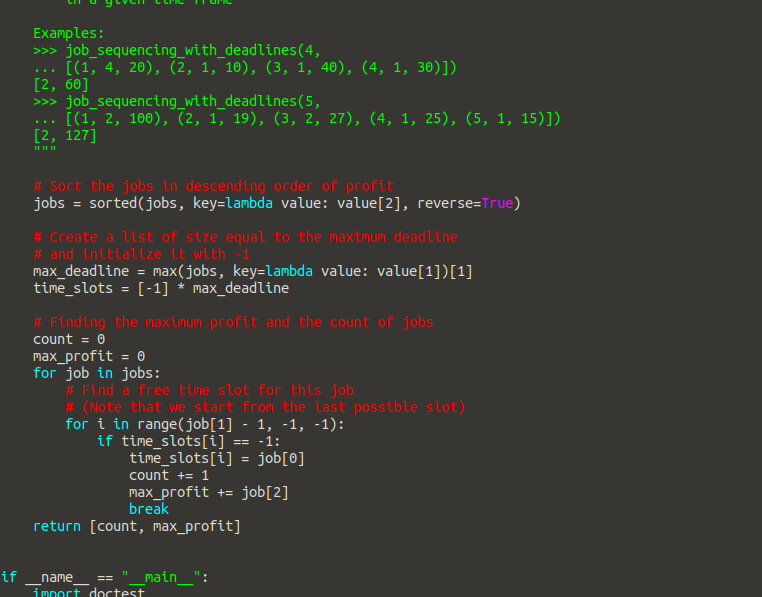 in a given time frame

    Examples:
    >>> job_sequencing_with_deadlines(4,
    ... [(1, 4, 20), (2, 1, 10), (3, 1, 40), (4, 1, 30)])
    [2, 60]
    >>> job_sequencing_with_deadlines(5,
    ... [(1, 2, 100), (2, 1, 19), (3, 2, 27), (4, 1, 25), (5, 1, 15)])
    [2, 127]
    """

    # Sort the jobs in descending order of profit
    jobs = sorted(jobs, key=lambda value: value[2], reverse=True)

    # Create a list of size equal to the maximum deadline
    # and initialize it with -1
    max_deadline = max(jobs, key=lambda value: value[1])[1]
    time_slots = [-1] * max_deadline

    # Finding the maximum profit and the count of jobs
    count = 0
    max_profit = 0
    for job in jobs:
        # Find a free time slot for this job
        # (Note that we start from the last possible slot)
        for i in range(job[1] - 1, -1, -1):
            if time_slots[i] == -1:
                time_slots[i] = job[0]
                count += 1
                max_profit += job[2]
                break
    return [count, max_profit]


if __name__ == "__main__":
    import doctest